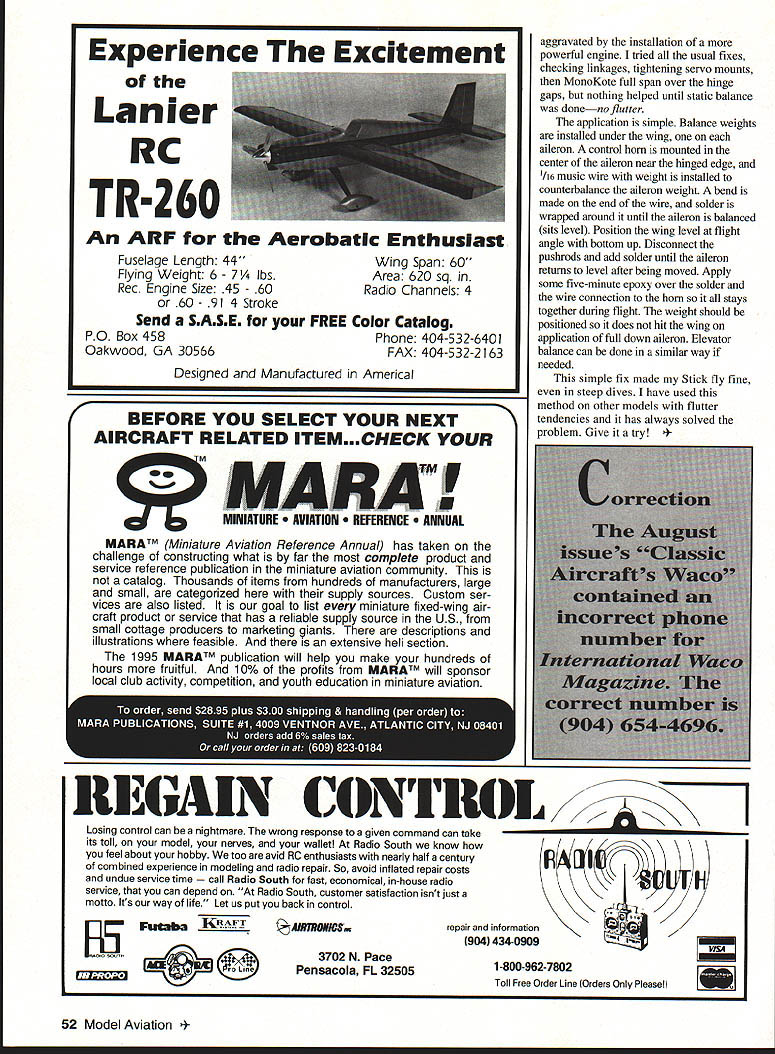 Experience The Excitement
of the
Lanier
RC
TR-260
An ARF for the Aerobatic Enthusiast
Fuselage Length: 44"
Flying Weight: 6 - 7¼ lbs.
Rec. Engine Size: .45 - .60
or .60 - .91 4 Stroke
Wing Span: 60"
Area: 620 sq. in.
Radio Channels: 4
Send a S.A.S.E. for your FREE Color Catalog.
P.O. Box 458
Oakwood, GA 30566
Phone: 404-532-6401
FAX: 404-532-2163
Designed and Manufactured in America!
BEFORE YOU SELECT YOUR NEXT
AIRCRAFT RELATED ITEM...CHECK YOUR
TM
MARA™!
MINIATURE • AVIATION • REFERENCE • ANNUAL
MARA™ (Miniature Aviation Reference Annual) has taken on the
challenge of constructing what is by far the most complete product and
service reference publication in the miniature aviation community. This is
not a catalog. Thousands of items from hundreds of manufacturers, large
and small, are categorized here with their supply sources. Custom ser-
vices are also listed. It is our goal to list every miniature fixed-wing air-
craft product or service that has a reliable supply source in the U.S., from
small cottage producers to marketing giants. There are descriptions and
illustrations where feasible. And there is an extensive heli section.
The 1995 MARA™ publication will help you make your hundreds of
hours more fruitful. And 10% of the profits from MARA™ will sponsor
local club activity, competition, and youth education in miniature aviation.
To order, send $28.95 plus $3.00 shipping & handling (per order) to:
MARA PUBLICATIONS, SUITE #1, 4009 VENTNOR AVE., ATLANTIC CITY, NJ 08401
NJ orders add 6% sales tax.
Or call your order in at: (609) 823-0184
aggravated by the installation of a more
powerful engine. I tried all the usual fixes,
checking linkages, tightening servo mounts,
then MonoKote full span over the hinge
gaps, but nothing helped until static balance
was done—no flutter.
The application is simple. Balance weights
are installed under the wing, one on each
aileron. A control horn is mounted in the
center of the aileron near the hinged edge, and
1/16 music wire with weight is installed to
counterbalance the aileron weight. A bend is
made on the end of the wire, and solder is
wrapped around it until the aileron is balanced
(sits level). Position the wing level at flight
angle with bottom up. Disconnect the
pushrods and add solder until the aileron
returns to level after being moved. Apply
some five-minute epoxy over the solder and
the wire connection to the horn so it all stays
together during flight. The weight should be
positioned so it does not hit the wing on
application of full down aileron. Elevator
balance can be done in a similar way if
needed.
This simple fix made my Stick fly fine,
even in steep dives. I have used this
method on other models with flutter
tendencies and it has always solved the
problem. Give it a try!
Correction
The August
issue's "Classic
Aircraft's Waco"
contained an
incorrect phone
number for
International Waco
Magazine. The
correct number is
(904) 654-4696.
REGAIN CONTROL
Losing control can be a nightmare. The wrong response to a given command can take
its toll, on your model, your nerves, and your wallet! At Radio South we know how
you feel about your hobby. We too are avid RC enthusiasts with nearly half a century
of combined experience in modeling and radio repair. So, avoid inflated repair costs
and undue service time — call Radio South for fast, economical, in-house radio
service, that you can depend on. "At Radio South, customer satisfaction isn't just a
motto. It's our way of life." Let us put you back in control.
RADIO SOUTH
RS
RADIO SOUTH
JR PROPO
Futaba
KRAFT
AIRTRONICS INC
ACE R/C
Pro Line
3702 N. Pace
Pensacola, FL 32505
repair and information
(904) 434-0909
1-800-962-7802
Toll Free Order Line (Orders Only Please!)
VISA
master charge
52 Model Aviation